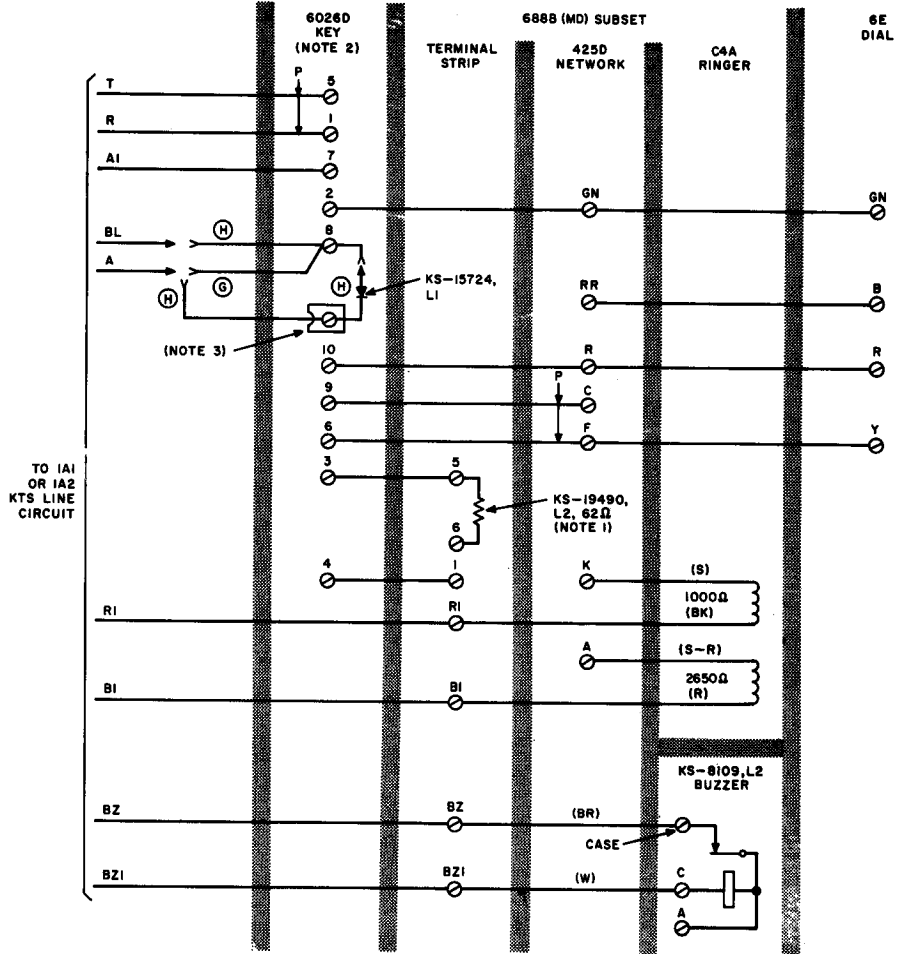 6026D
KEY
(NOTE 2)
688B (MD) SUBSET
TERMINAL
STRIP
425D
NETWORK
C4A
RINGER
6E
DIAL
T
P
5
R
1
A1
7
2
GN
GN
BL
H
8
A
G
H
H
KS-15724,
L1
RR
B
(NOTE 3)
10
R
R
P
9
C
6
F
Y
3
5
TO 1A1
OR 1A2
KTS LINE
CIRCUIT
KS-19490,
L2, 62Ω
(NOTE 1)
6
4
1
K
(S)
1000Ω
(BK)
R1
R1
A
(S-R)
2650Ω
(R)
B1
B1
KS-8109,L2
BUZZER
BZ
BZ
(BR)
CASE
BZ1
BZ1
(W)
C
A